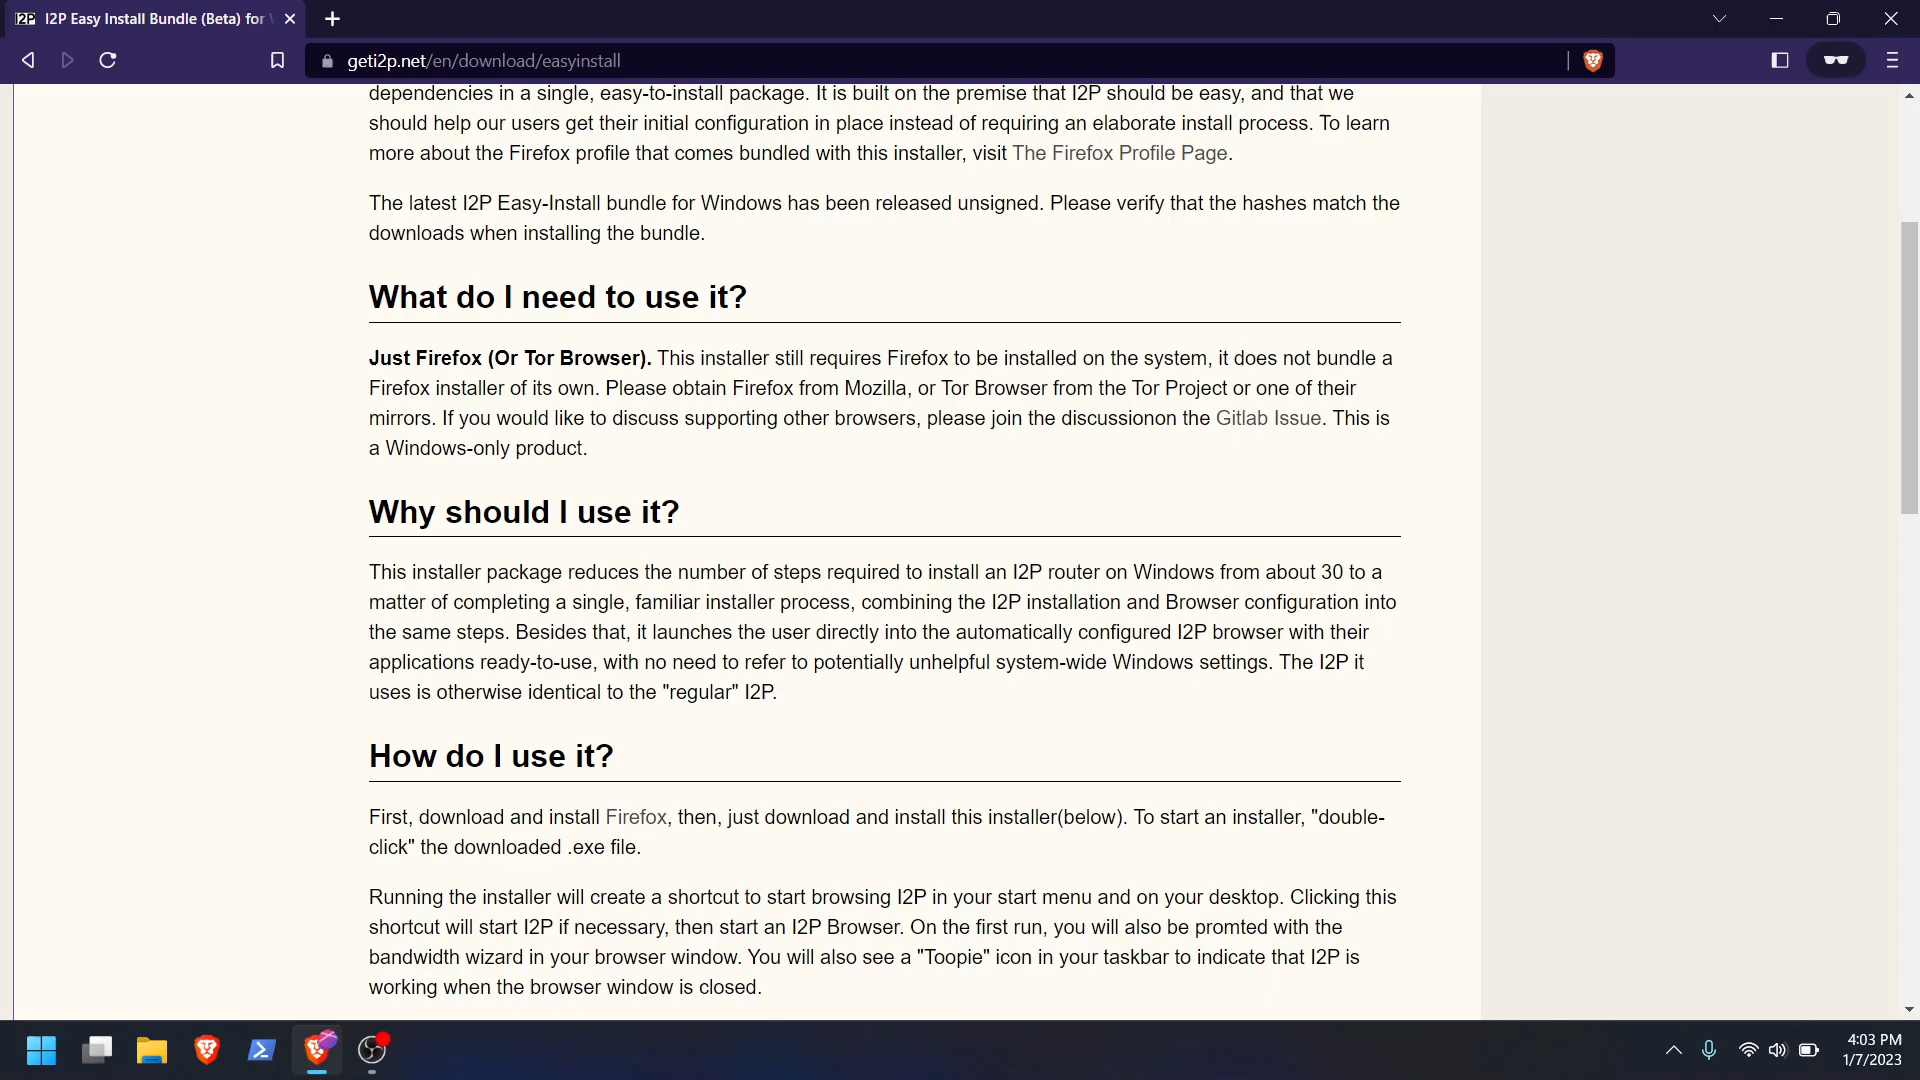 I2P Easy Install Bundle (Beta) for
geti2p.net/en/download/easyinstall
dependencies in a single, easy-to-install package. It is built on the premise that I2P should be easy, and that we
should help our users get their initial configuration in place instead of requiring an elaborate install process. To learn
more about the Firefox profile that comes bundled with this installer, visit The Firefox Profile Page.
The latest I2P Easy-Install bundle for Windows has been released unsigned. Please verify that the hashes match the
downloads when installing the bundle.
What do I need to use it?
Just Firefox (Or Tor Browser). This installer still requires Firefox to be installed on the system, it does not bundle a
Firefox installer of its own. Please obtain Firefox from Mozilla, or Tor Browser from the Tor Project or one of their
mirrors. If you would like to discuss supporting other browsers, please join the discussionon the Gitlab Issue. This is
a Windows-only product.
Why should I use it?
This installer package reduces the number of steps required to install an I2P router on Windows from about 30 to a
matter of completing a single, familiar installer process, combining the I2P installation and Browser configuration into
the same steps. Besides that, it launches the user directly into the automatically configured I2P browser with their
applications ready-to-use, with no need to refer to potentially unhelpful system-wide Windows settings. The I2P it
uses is otherwise identical to the "regular" I2P.
How do I use it?
First, download and install Firefox, then, just download and install this installer(below). To start an installer, "double-
click" the downloaded .exe file.
Running the installer will create a shortcut to start browsing I2P in your start menu and on your desktop. Clicking this
shortcut will start I2P if necessary, then start an I2P Browser. On the first run, you will also be promted with the
bandwidth wizard in your browser window. You will also see a "Toopie" icon in your taskbar to indicate that I2P is
working when the browser window is closed.
4:03 PM
1/7/2023